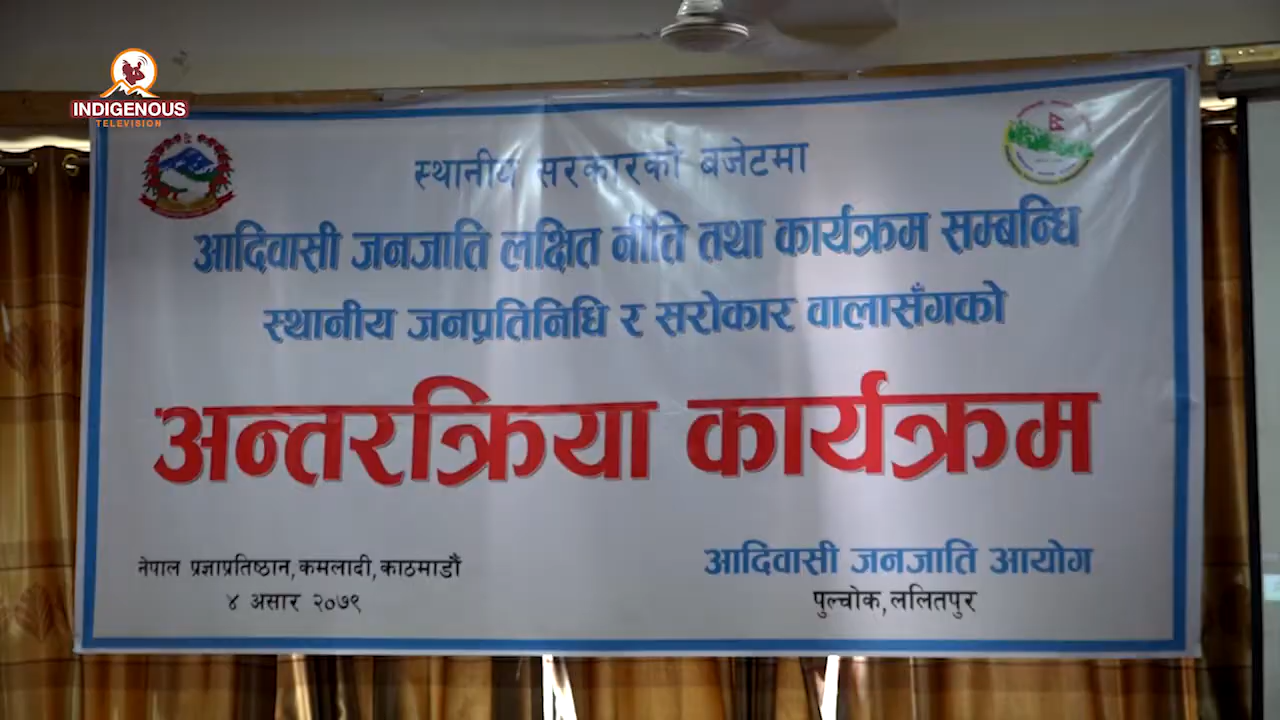 INDIGENOUS
TELEVISION
स्थानीय सरकारको बजेटमा
आदिवासी जनजाति लक्षित नीति तथा कार्यक्रम सम्बन्धि
स्थानीय जनप्रतिनिधि र सरोकार वालासँगको
अन्तरक्रिया कार्यक्रम
नेपाल प्रज्ञाप्रतिष्ठान,कमलादी,काठमाडौं
४ असार २०७९
आदिवासी जनजाति आयोग
पुल्चोक,ललितपुर